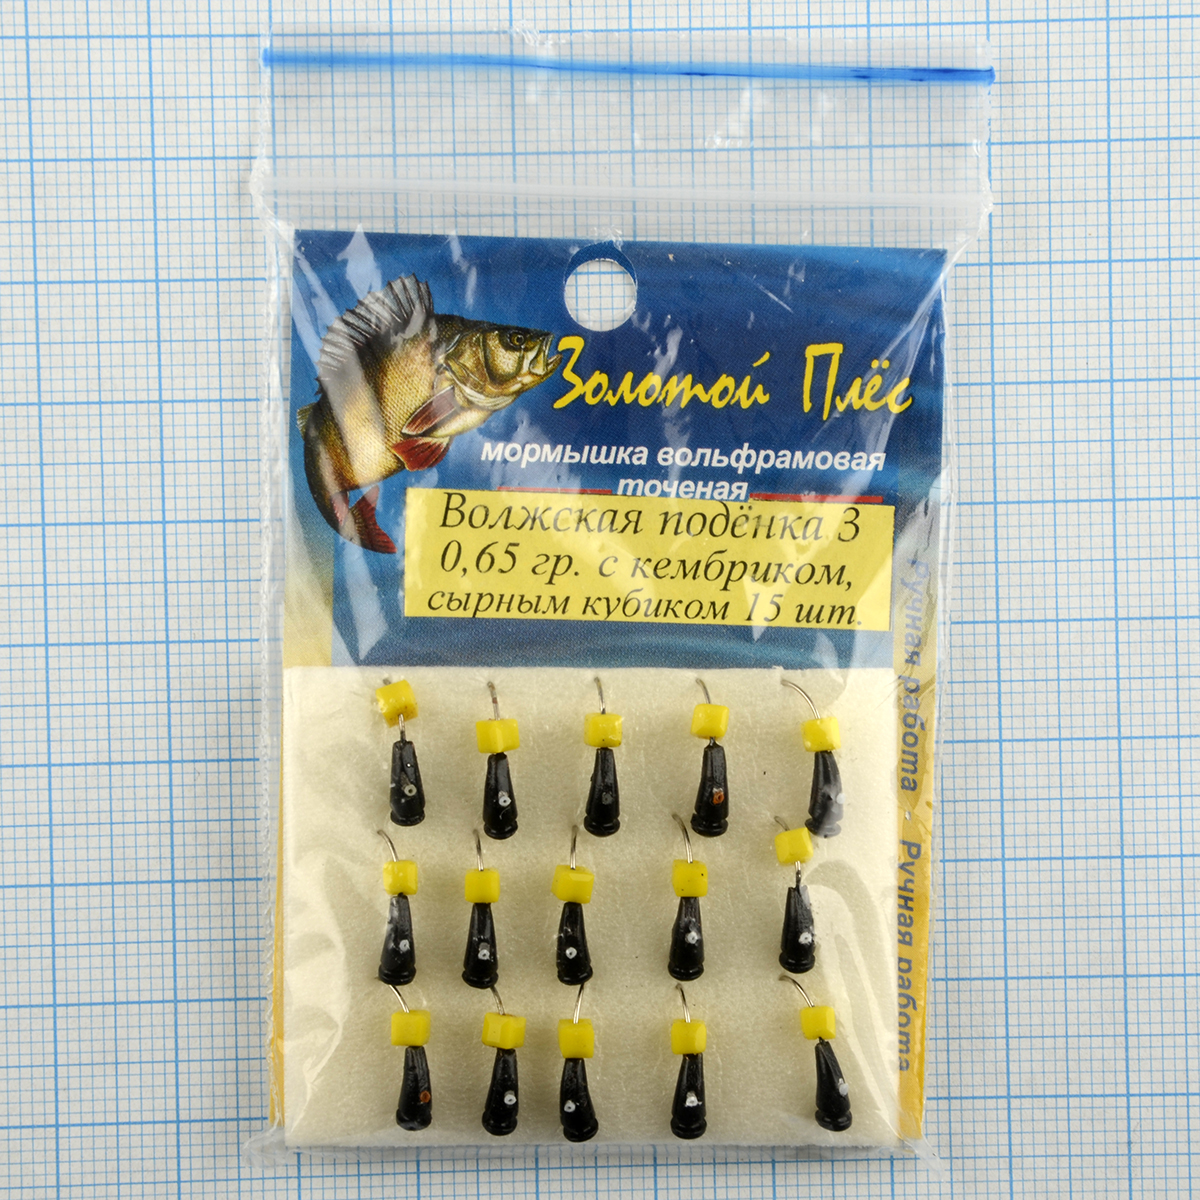 Золотой Плёс
мормышка вольфрамовая
точеная
Волжская подёнка 3
0,65 гр. с кембриком,
сырным кубиком 15 шт.
Ручная работа - Ручная работа